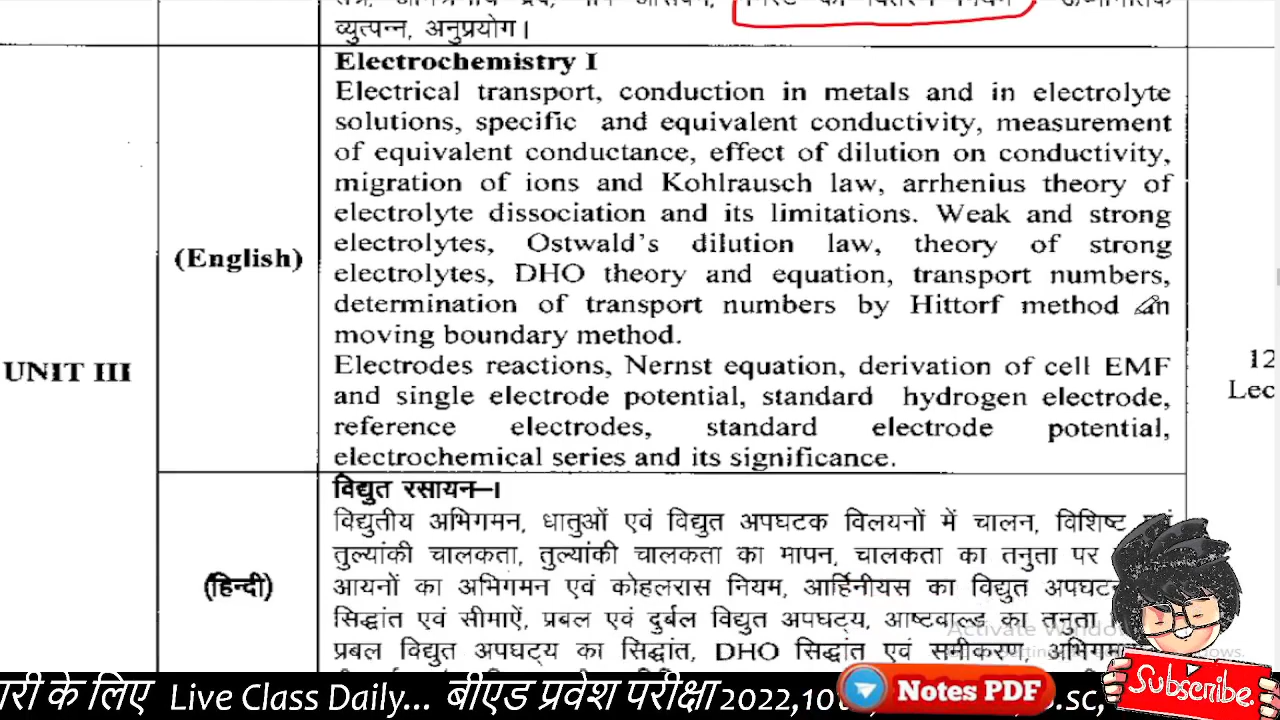 व्युत्पन्न, अनुप्रयोग।
Electrochemistry I
Electrical transport, conduction in metals and in electrolyte
solutions, specific and equivalent conductivity, measurement
of equivalent conductance, effect of dilution on conductivity,
migration of ions and Kohlrausch law, arrhenius theory of
electrolyte dissociation and its limitations. Weak and strong
electrolytes, Ostwald's dilution law, theory of strong
(English)
electrolytes, DHO theory and equation, transport numbers,
determination of transport numbers by Hittorf method
moving boundary method.
UNIT III
Electrodes reactions, Nernst equation, derivation of cell EMF
12
and single electrode potential, standard hydrogen electrode,
Lec
reference electrodes, standard electrode potential,
electrochemical series and its significance.
विद्युत रसायन–I
विद्युतीय अभिगमन, धातुओं एवं विद्युत अपघटक विलयनों में चालन, विशिष्ट
तुल्यांकी चालकता, तुल्यांकी चालकता का मापन, चालकता का तनुता पर
(हिन्दी)
आयनों का अभिगमन एवं कोहलरास नियम, आर्हिनीयस का विद्युत अपघट
सिद्धांत एवं सीमाऐं, प्रबल एवं दुर्बल विद्युत अपघट्य, आष्टवाल्ड का तनुता
प्रबल विद्युत अपघट्य का सिद्धांत, DHO सिद्धांत एवं समीकरण, अभिगम
Activate Windows
री के लिए Live Class Daily... बीएड प्रवेश परीक्षा 2022,10
Notes PDF
Subscribe.